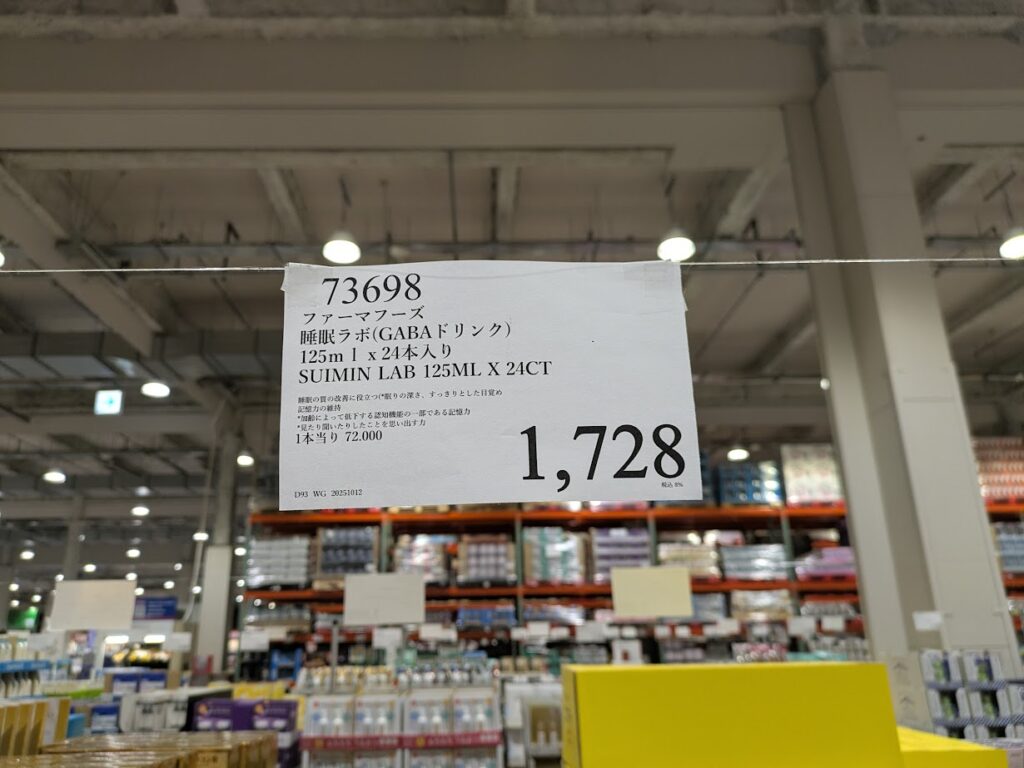 73698
ファーマフーズ
睡眠ラボ(GABAドリンク)
125ml x 24本入り
SUIMIN LAB 125ML X 24CT
睡眠の質の改善に役立つ(*眠りの深さ、すっきりとした目覚め
記憶力の維持
*加齢によって低下する認知機能の一部である記憶力
*見たり聞いたりしたことを思い出す力
1本当り 72.000
1,728
税込 8%
D93 WG 20251012